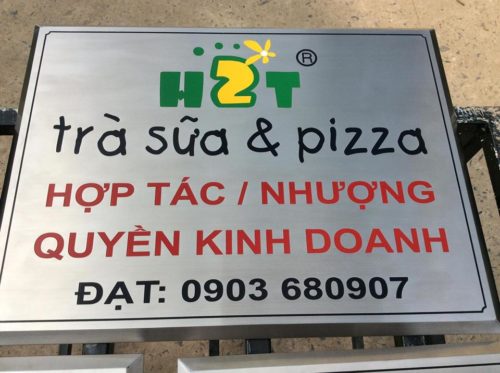 H2T ®
trà sữa & pizza
HỢP TÁC / NHƯỢNG
QUYỀN KINH DOANH
ĐẠT: 0903 680907